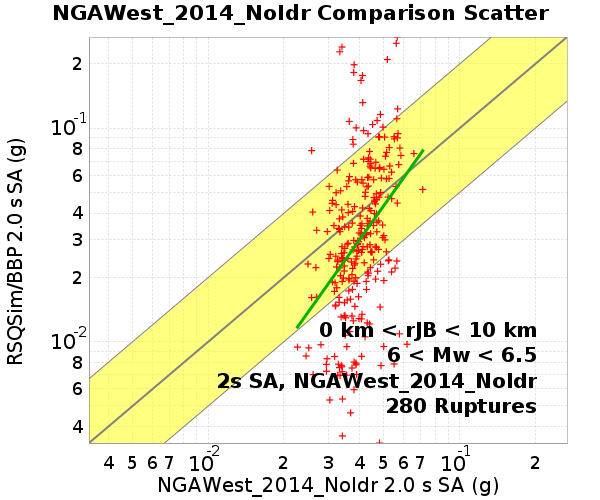 NGAWest_2014_NoIdr Comparison Scatter
RSQSim/BBP 2.0 s SA (g)
2
10⁻¹
8
6
4
3
2
10⁻²
8
6
4
0 km < rJB < 10 km
6 < Mw < 6.5
2s SA, NGAWest_2014_NoIdr
280 Ruptures
4 5 6 7 10⁻² 2 3 4 5 6 7 10⁻¹ 2
NGAWest_2014_NoIdr 2.0 s SA (g)